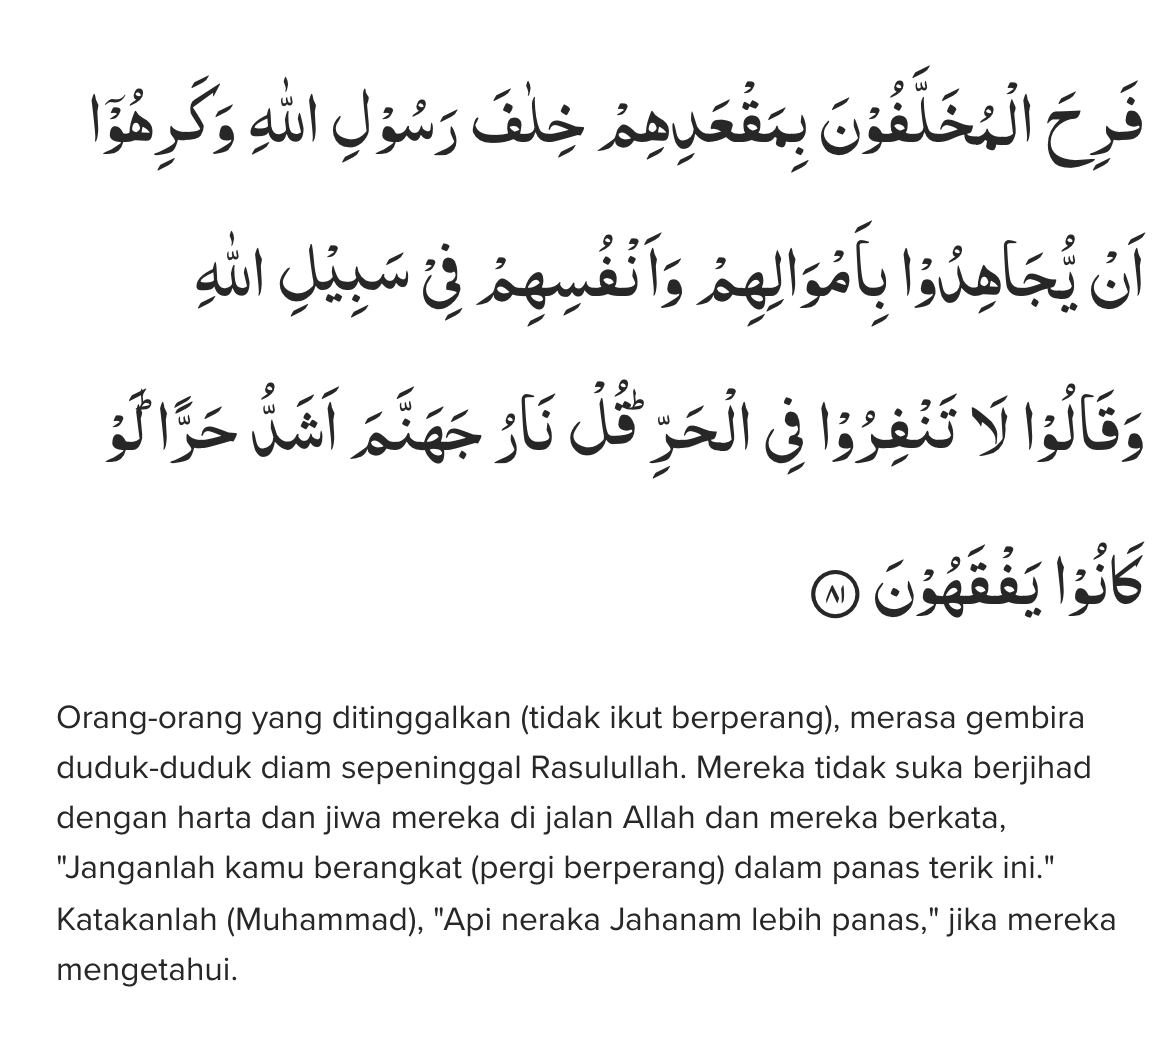 فَرِحَ الْمُخَلَّفُوْنَ بِمَقْعَدِهِمْ خِلٰفَ رَسُوْلِ اللّٰهِ وَكَرِهُوْٓا
اَنْ يُّجَاهِدُوْا بِاَمْوَالِهِمْ وَاَنْفُسِهِمْ فِيْ سَبِيْلِ اللّٰهِ
وَقَالُوْا لَا تَنْفِرُوْا فِى الْحَرِّۗ قُلْ نَارُ جَهَنَّمَ اَشَدُّ حَرًّاۗ لَوْ
كَانُوْا يَفْقَهُوْنَ ٨١
Orang-orang yang ditinggalkan (tidak ikut berperang), merasa gembira
duduk-duduk diam sepeninggal Rasulullah. Mereka tidak suka berjihad
dengan harta dan jiwa mereka di jalan Allah dan mereka berkata,
"Janganlah kamu berangkat (pergi berperang) dalam panas terik ini."
Katakanlah (Muhammad), "Api neraka Jahanam lebih panas," jika mereka
mengetahui.